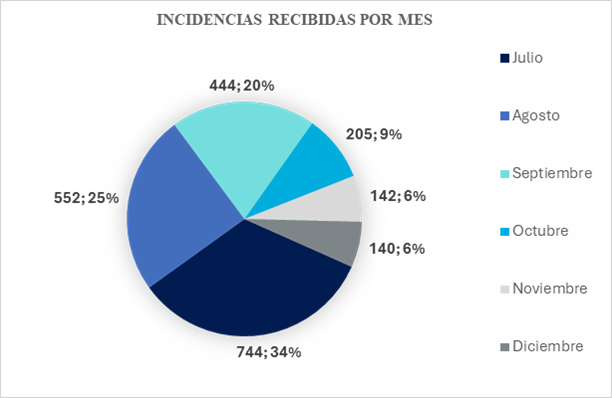 INCIDENCIAS RECIBIDAS POR MES
444; 20%
205; 9%
552; 25%
142; 6%
140; 6%
744; 34%
Julio
Agosto
Septiembre
Octubre
Noviembre
Diciembre